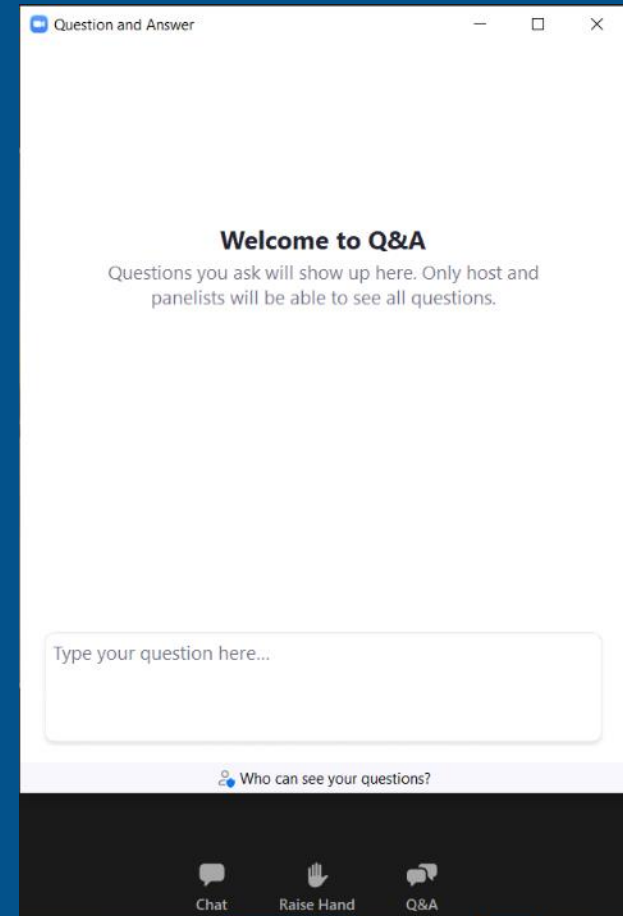 Question and Answer
Welcome to Q&A
Questions you ask will show up here. Only host and
panelists will be able to see all questions.
Type your question here...
Who can see your questions?
Chat Raise Hand Q&A